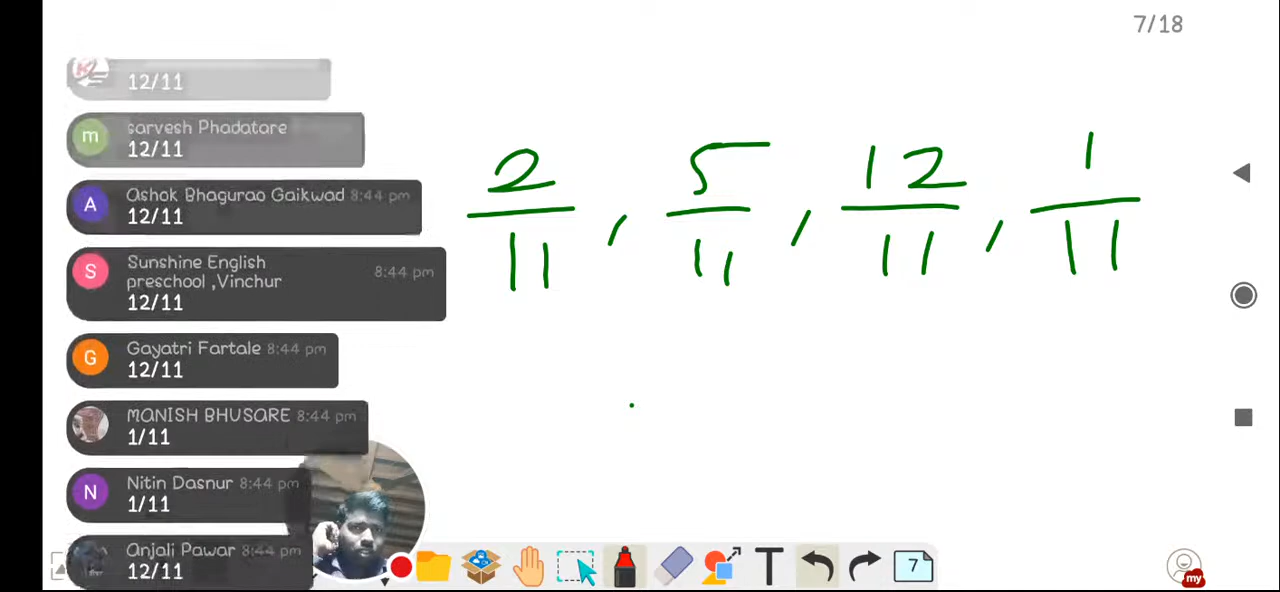 7/18
12/11
sarvesh Phadatare
12/11
Ashok Bhagurao Gaikwad 8:44 pm
12/11
Sunshine English 8:44 pm
preschool ,Vinchur
12/11
Gayatri Fartale 8:44 pm
12/11
MANISH BHUSARE 8:44 pm
1/11
Nitin Dasnur 8:44 pm
1/11
Anjali Pawar 8:44 pm
12/11
2/11 , 5/11 , 12/11 , 1/11
T 7
my